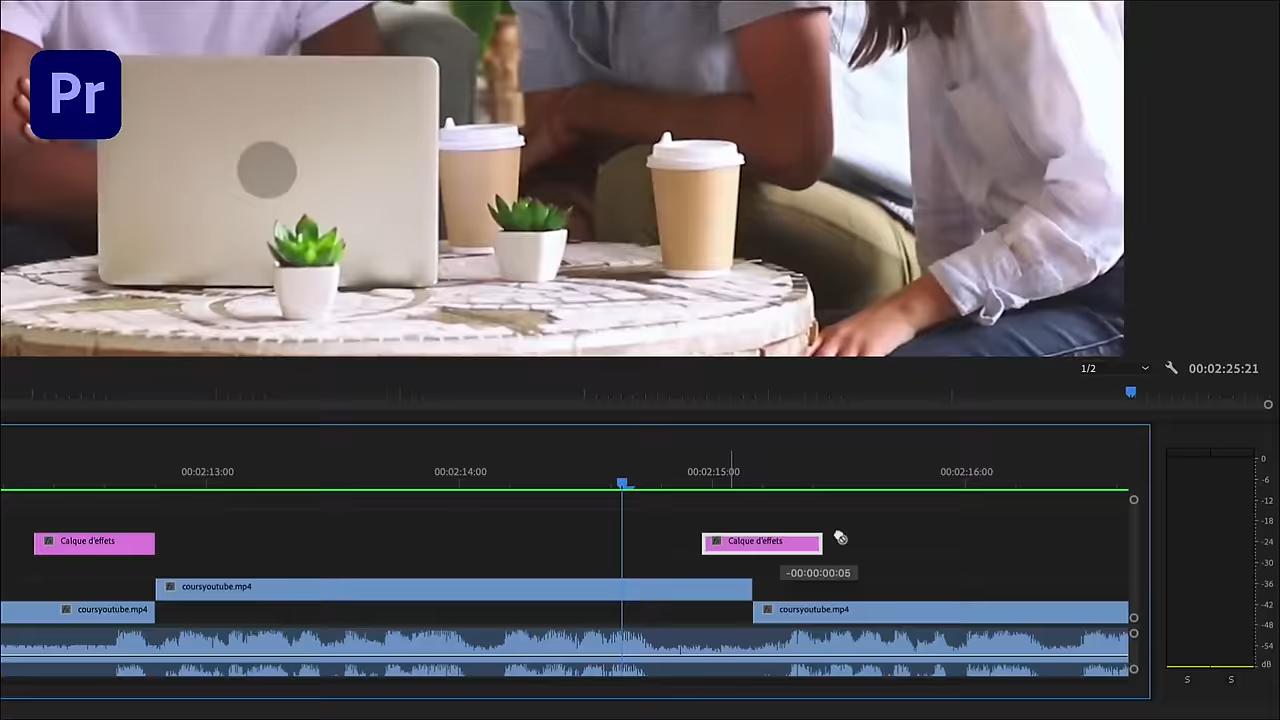 Pr
1/2
00:02:25:21
00:02:13:00
00:02:14:00
00:02:15:00
00:02:16:00
Calque d'effets
Calque d'effets
-00:00:00:05
coursyoutube.mp4
coursyoutube.mp4
coursyoutube.mp4
0
-6
-12
-18
-24
-30
-36
-42
-48
-54
dB
S
S